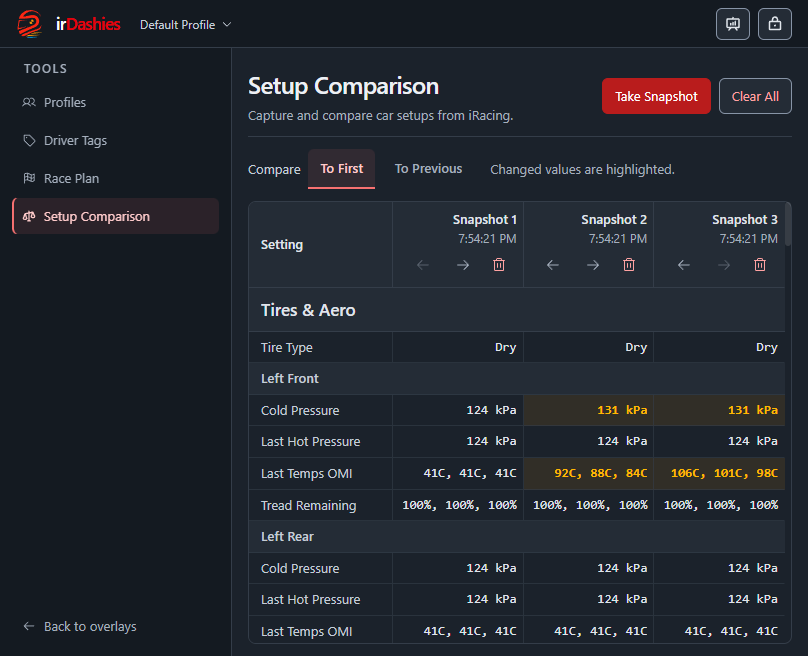 irDashies Default Profile
TOOLS
Profiles
Driver Tags
Race Plan
Setup Comparison
Back to overlays
Setup Comparison
Capture and compare car setups from iRacing.
Take Snapshot Clear All
Compare To First To Previous Changed values are highlighted.
Setting Snapshot 1 Snapshot 2 Snapshot 3
7:54:21 PM 7:54:21 PM 7:54:21 PM
Tires & Aero
Tire Type Dry Dry Dry
Left Front
Cold Pressure 124 kPa 131 kPa 131 kPa
Last Hot Pressure 124 kPa 124 kPa 124 kPa
Last Temps OMI 41C, 41C, 41C 92C, 88C, 84C 106C, 101C, 98C
Tread Remaining 100%, 100%, 100% 100%, 100%, 100% 100%, 100%, 100%
Left Rear
Cold Pressure 124 kPa 124 kPa 124 kPa
Last Hot Pressure 124 kPa 124 kPa 124 kPa
Last Temps OMI 41C, 41C, 41C 41C, 41C, 41C 41C, 41C, 41C